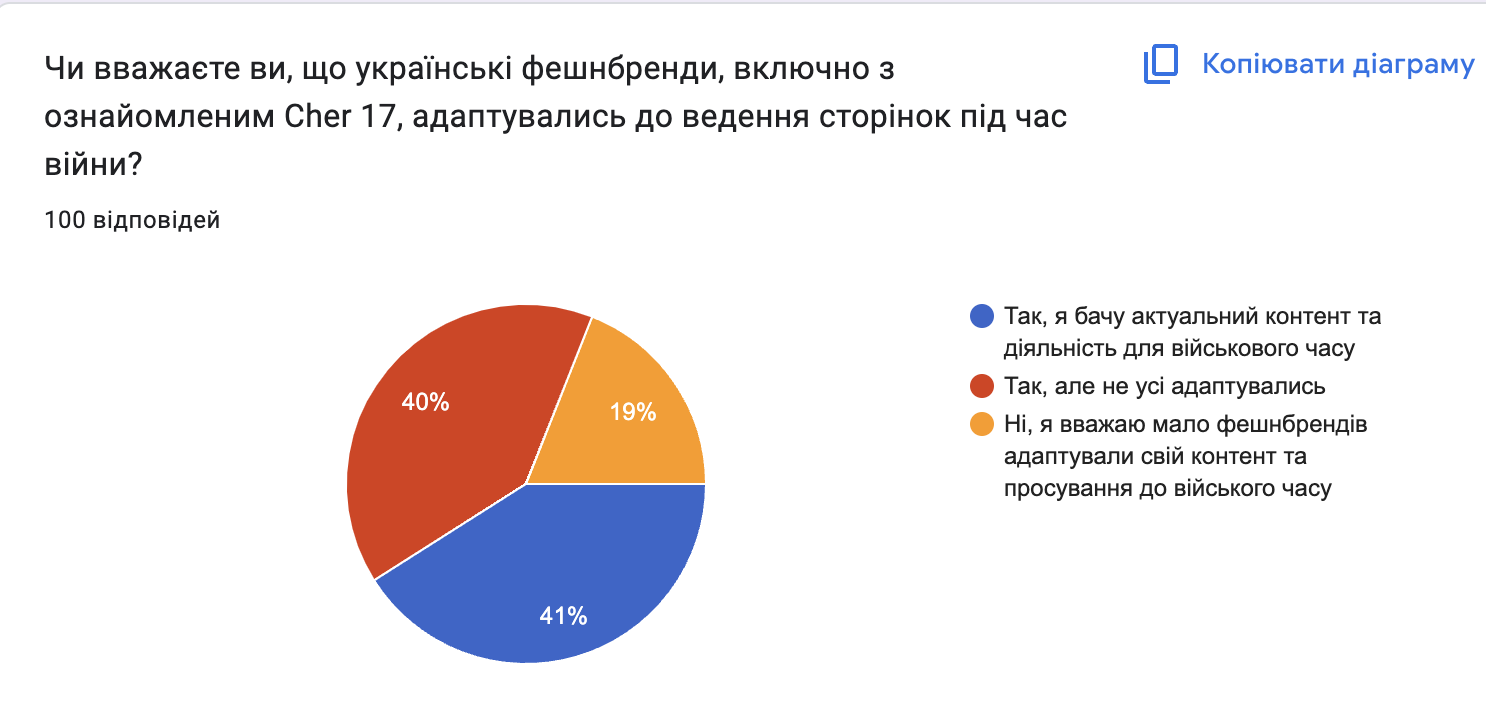 Чи вважаєте ви, що українські фешнбренди, включно з
ознайомленим Cher 17, адаптувались до ведення сторінок під час
війни?
Копіювати діаграму
100 відповідей
40%
19%
41%
Так, я бачу актуальний контент та
діяльність для військового часу
Так, але не усі адаптувались
Ні, я вважаю мало фешнбрендів
адаптували свій контент та
просування до війського часу